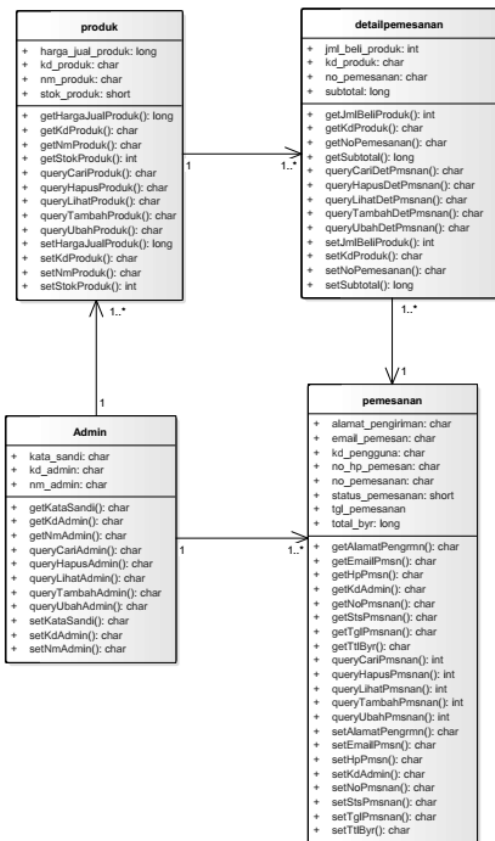 produk
+ harga_jual_produk: long
+ kd_produk: char
+ nm_produk: char
+ stok_produk: short
+ getHargaJualProduk(): long
+ getKdProduk(): char
+ getNmProduk(): char
+ getStokProduk(): int
+ queryCariProduk(): char
+ queryHapusProduk(): char
+ queryLihatProduk(): char
+ queryTambahProduk(): char
+ queryUbahProduk(): char
+ setHargaJualProduk(): long
+ setKdProduk(): char
+ setNmProduk(): char
+ setStokProduk(): int
1
1..*
detailpemesanan
+ jml_beli_produk: int
+ kd_produk: char
+ no_pemesanan: char
+ subtotal: long
+ getJmlBeliProduk(): int
+ getKdProduk(): char
+ getNoPemesanan(): char
+ getSubtotal(): long
+ queryCariDetPmsnan(): char
+ queryHapusDetPmsnan(): char
+ queryLihatDetPmsnan(): char
+ queryTambahDetPmsnan(): char
+ queryUbahDetPmsnan(): char
+ setJmlBeliProduk(): int
+ setKdProduk(): char
+ setNoPemesanan(): char
+ setSubtotal(): long
1..*
1..*
1
1
Admin
+ kata_sandi: char
+ kd_admin: char
+ nm_admin: char
+ getKataSandi(): char
+ getKdAdmin(): char
+ getNmAdmin(): char
+ queryCariAdmin(): char
+ queryHapusAdmin(): char
+ queryLihatAdmin(): char
+ queryTambahAdmin(): char
+ queryUbahAdmin(): char
+ setKataSandi(): char
+ setKdAdmin(): char
+ setNmAdmin(): char
1
1..*
pemesanan
+ alamat_pengiriman: char
+ email_pemesan: char
+ kd_pengguna: char
+ no_hp_pemesan: char
+ no_pemesanan: char
+ status_pemesanan: short
+ tgl_pemesanan
+ total_byr: long
+ getAlamatPengrmn(): char
+ getEmailPmsn(): char
+ getHpPmsn(): char
+ getKdAdmin(): char
+ getNoPmsnan(): char
+ getStsPmsnan(): char
+ getTglPmsnan(): char
+ getTtlByr(): char
+ queryCariPmsnan(): int
+ queryHapusPmsnan(): int
+ queryLihatPmsnan(): int
+ queryTambahPmsnan(): int
+ queryUbahPmsnan(): int
+ setAlamatPengrmn(): char
+ setEmailPmsn(): char
+ setHpPmsn(): char
+ setKdAdmin(): char
+ setNoPmsnan(): char
+ setStsPmsnan(): char
+ setTglPmsnan(): char
+ setTtlByr(): char